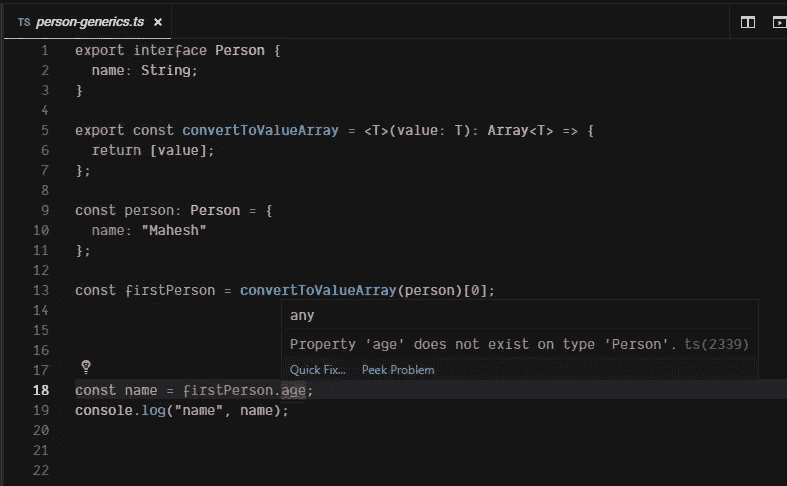 TS person-generics.ts ×
1 export interface Person {
2 name: String;
3 }
4
5 export const convertToValueArray = <T>(value: T): Array<T> => {
6 return [value];
7 };
8
9 const person: Person = {
10 name: "Mahesh"
11 };
12
13 const firstPerson = convertToValueArray(person)[0];
14 any
15 Property 'age' does not exist on type 'Person'. ts(2339)
16
17 Quick Fix... Peek Problem
18 const name = firstPerson.age;
19 console.log("name", name);
20
21
22